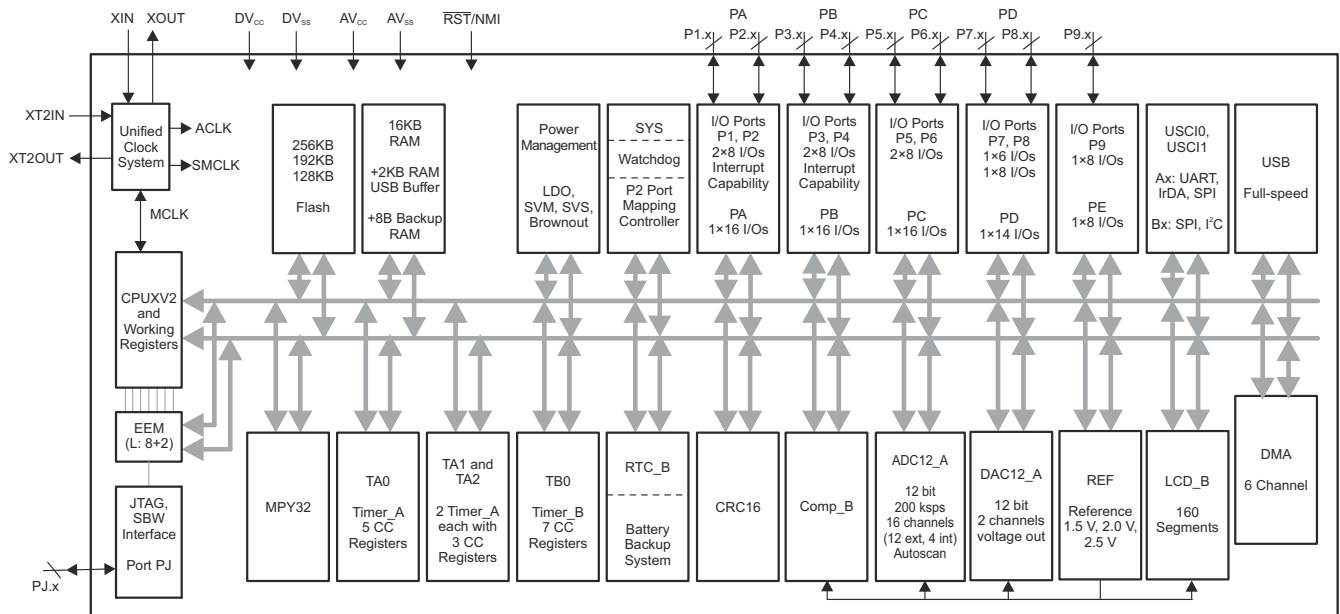 XIN XOUT DVCC DVSS AVCC AVSS RST/NMI
PA PB PC PD
P1.x P2.x P3.x P4.x P5.x P6.x P7.x P8.x P9.x
XT2IN
XT2OUT
Unified
Clock
System
ACLK
SMCLK
MCLK
256KB
192KB
128KB
Flash
16KB
RAM
+2KB RAM
USB Buffer
+8B Backup
RAM
Power
Management
LDO,
SVM, SVS,
Brownout
SYS
Watchdog
P2 Port
Mapping
Controller
I/O Ports
P1, P2
2×8 I/Os
Interrupt
Capability
PA
1×16 I/Os
I/O Ports
P3, P4
2×8 I/Os
Interrupt
Capability
PB
1×16 I/Os
I/O Ports
P5, P6
2×8 I/Os
PC
1×16 I/Os
I/O Ports
P7, P8
1×6 I/Os
1×8 I/Os
PD
1×14 I/Os
I/O Ports
P9
1×8 I/Os
PE
1×8 I/Os
USCI0,
USCI1
Ax: UART,
IrDA, SPI
Bx: SPI, I²C
USB
Full-speed
CPUXV2
and
Working
Registers
EEM
(L: 8+2)
JTAG,
SBW
Interface
Port PJ
PJ.x
MPY32
TA0
Timer_A
5 CC
Registers
TA1 and
TA2
2 Timer_A
each with
3 CC
Registers
TB0
Timer_B
7 CC
Registers
RTC_B
Battery
Backup
System
CRC16
Comp_B
ADC12_A
12 bit
200 ksps
16 channels
(12 ext, 4 int)
Autoscan
DAC12_A
12 bit
2 channels
voltage out
REF
Reference
1.5 V, 2.0 V,
2.5 V
LCD_B
160
Segments
DMA
6 Channel